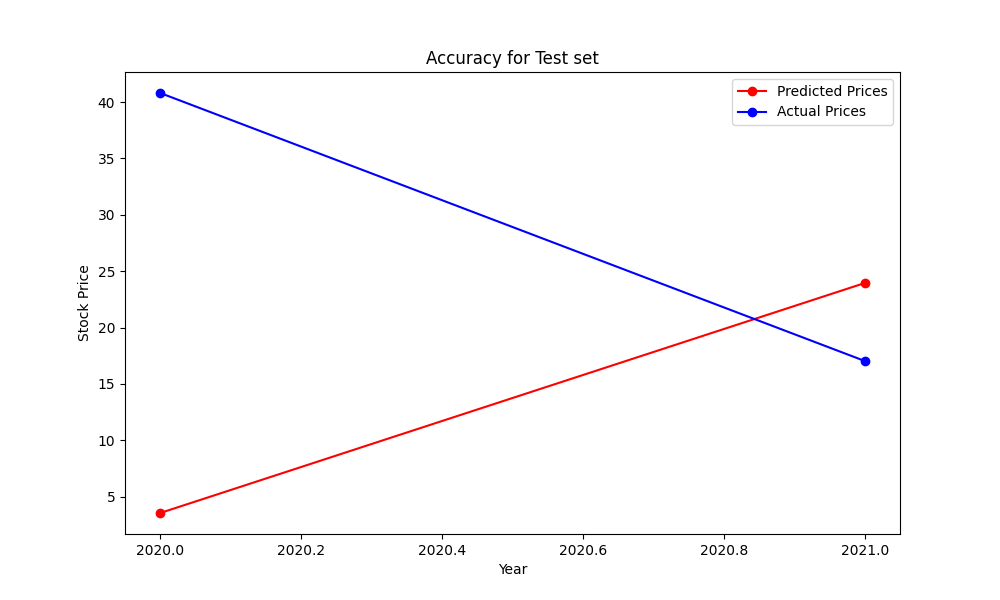 Accuracy for Test set
Predicted Prices
Actual Prices
Stock Price
40
35
30
25
20
15
10
5
2020.0 2020.2 2020.4 2020.6 2020.8 2021.0
Year